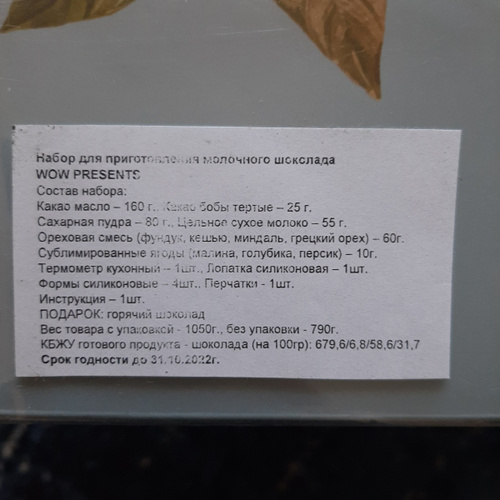 Набор для приготовления молочного шоколада
WOW PRESENTS
Состав набора:
Какао масло – 160 г., Какао бобы тертые – 25 г.
Сахарная пудра – 80 г., Цельное сухое молоко – 55 г.
Ореховая смесь (фундук, кешью, миндаль, грецкий орех) – 60г.
Сублимированные ягоды (малина, голубика, персик) – 10г.
Термометр кухонный – 1шт., Лопатка силиконовая – 1шт.
Формы силиконовые – 4шт., Перчатки - 1шт.
Инструкция – 1шт.
ПОДАРОК: горячий шоколад
Вес товара с упаковкой - 1050г., без упаковки - 790г.
КБЖУ готового продукта - шоколада (на 100гр): 679,6/6,8/58,6/31,7
Срок годности до 31.10.2022г.